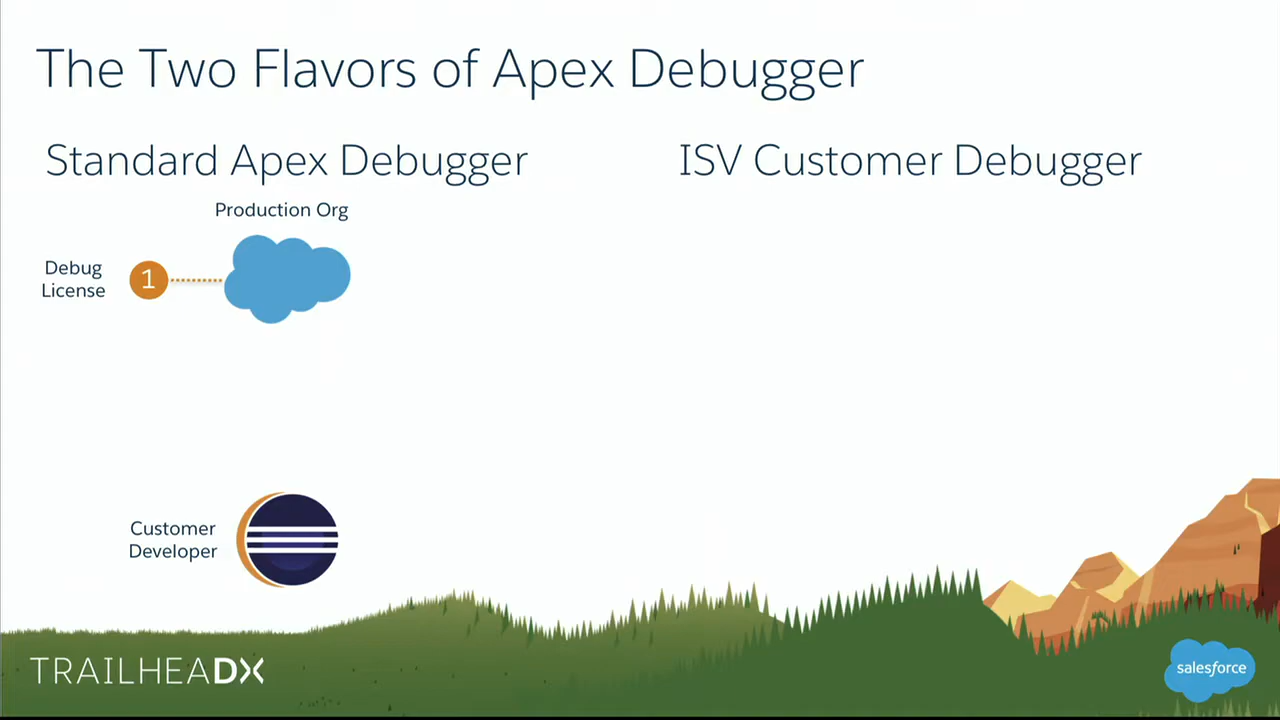 The Two Flavors of Apex Debugger
Standard Apex Debugger
ISV Customer Debugger
Production Org
Debug
License
1
Customer
Developer
TRAILHEADX
salesforce